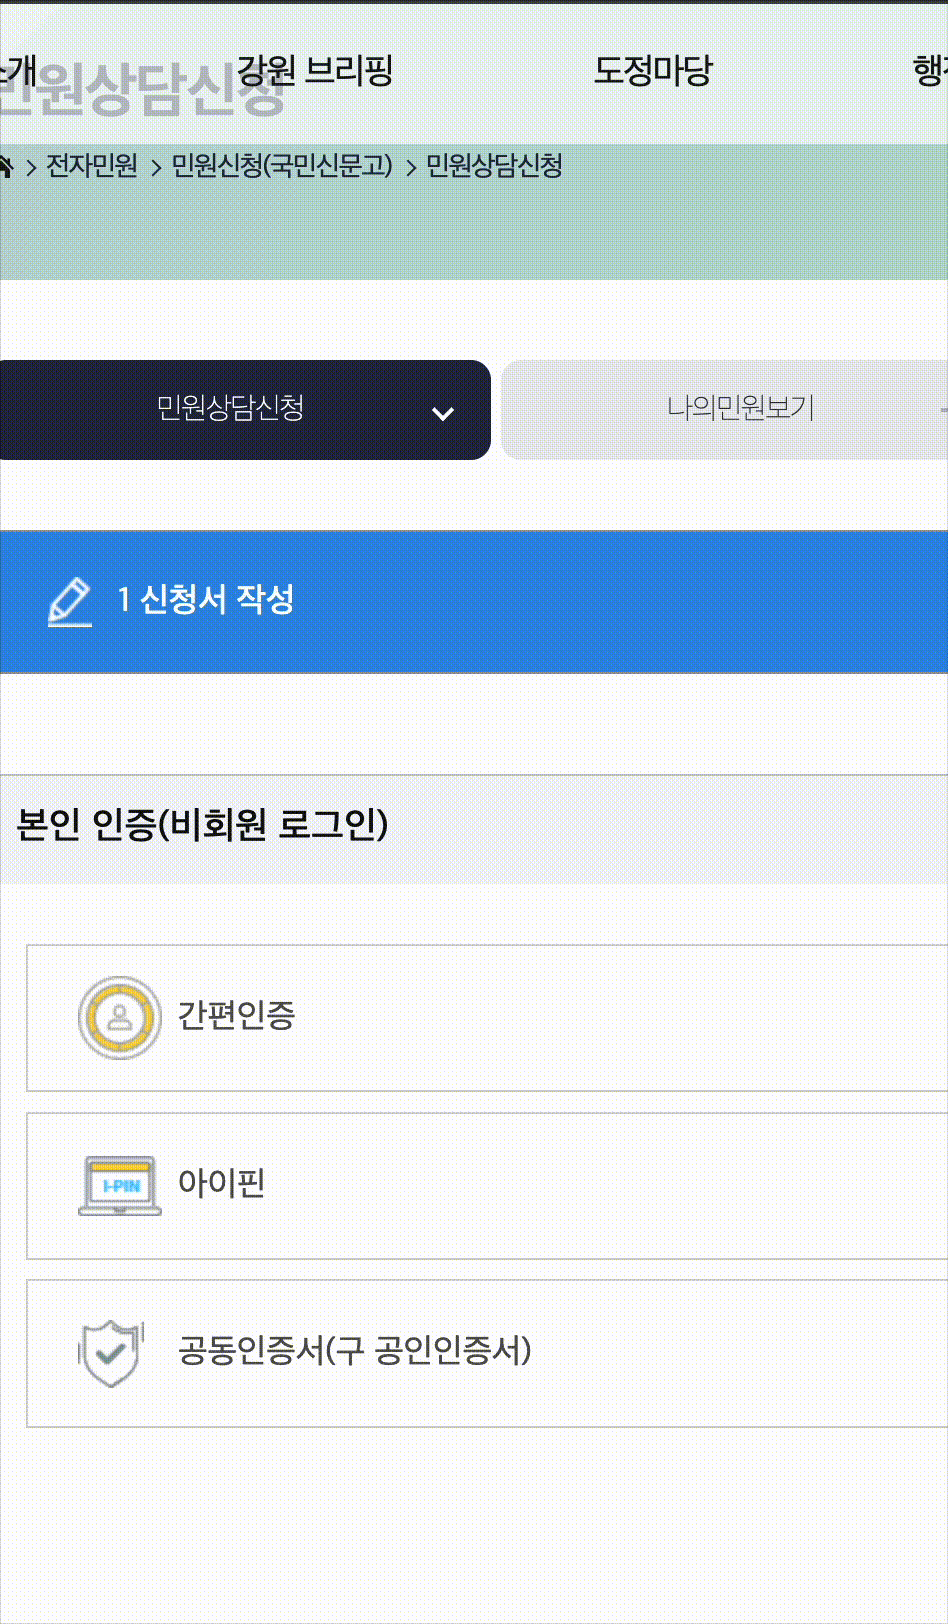 소개 강원 브리핑 도정마당 행정
민원상담신청
전자민원 > 민원신청(국민신문고) > 민원상담신청
민원상담신청 나의민원보기
1 신청서 작성
본인 인증(비회원 로그인)
간편인증
I-PIN 아이핀
공동인증서(구 공인인증서)